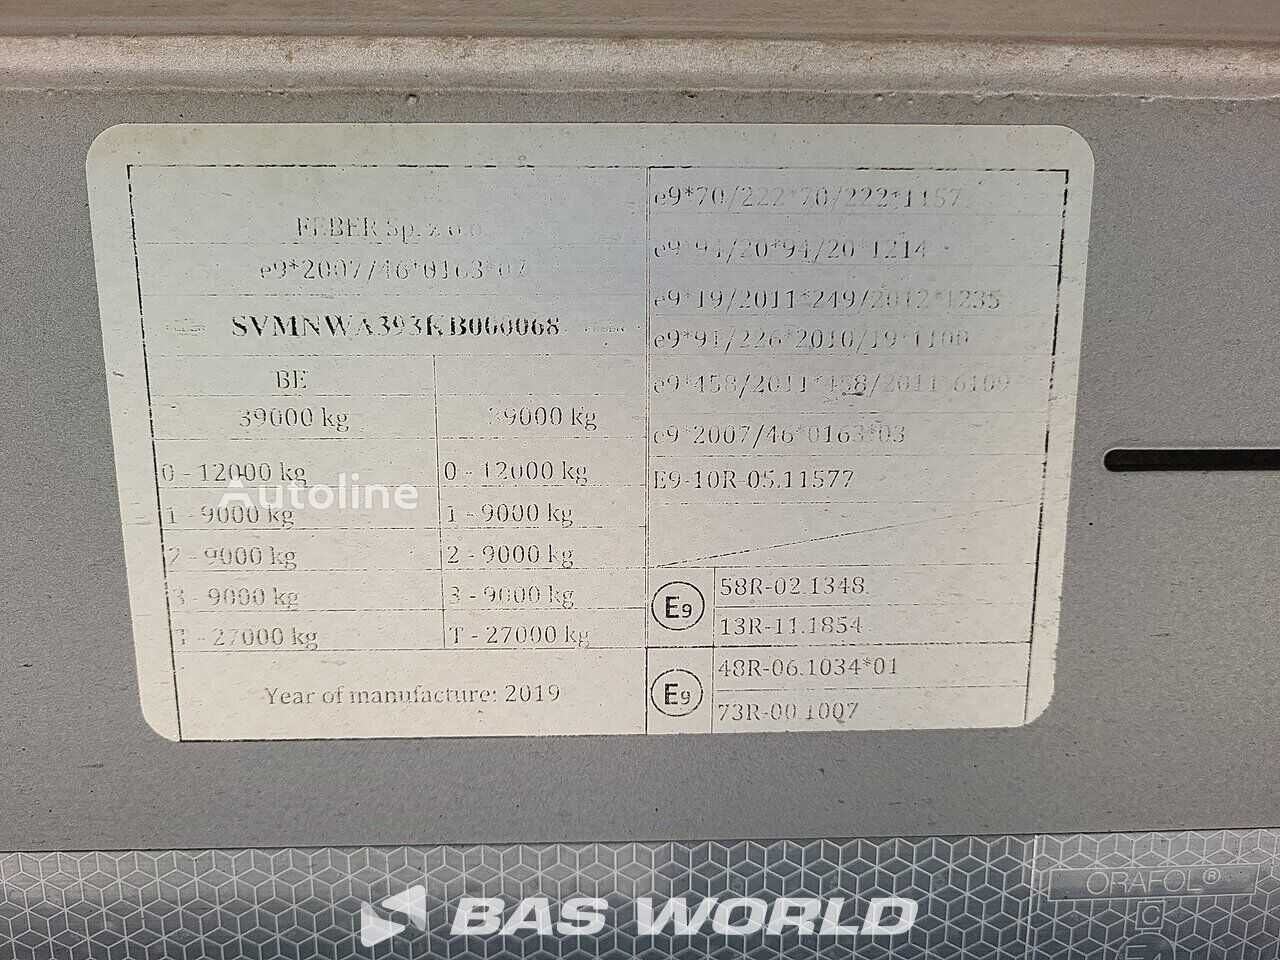 FEBER Sp. z o.o.
e9*2007/46*0163*07
SVMNWA393KB000068
BE
39000 kg 39000 kg
0 - 12000 kg 0 - 12000 kg
1 - 9000 kg 1 - 9000 kg
2 - 9000 kg 2 - 9000 kg
3 - 9000 kg 3 - 9000 kg
T - 27000 kg T - 27000 kg
Year of manufacture: 2019
e9*70/222*70/222*1157
e9*94/20*94/20*1214
e9*19/2011*249/2012*1235
e9*91/226*2010/19*1100
e9*458/2011*458/2011*6109
e9*2007/46*0163*03
E9-10R-05.11577
E9
58R-02.1348
13R-11.1854
E9
48R-06.1034*01
73R-00.1007
Autoline
ORAFOL®
C
BAS WORLD